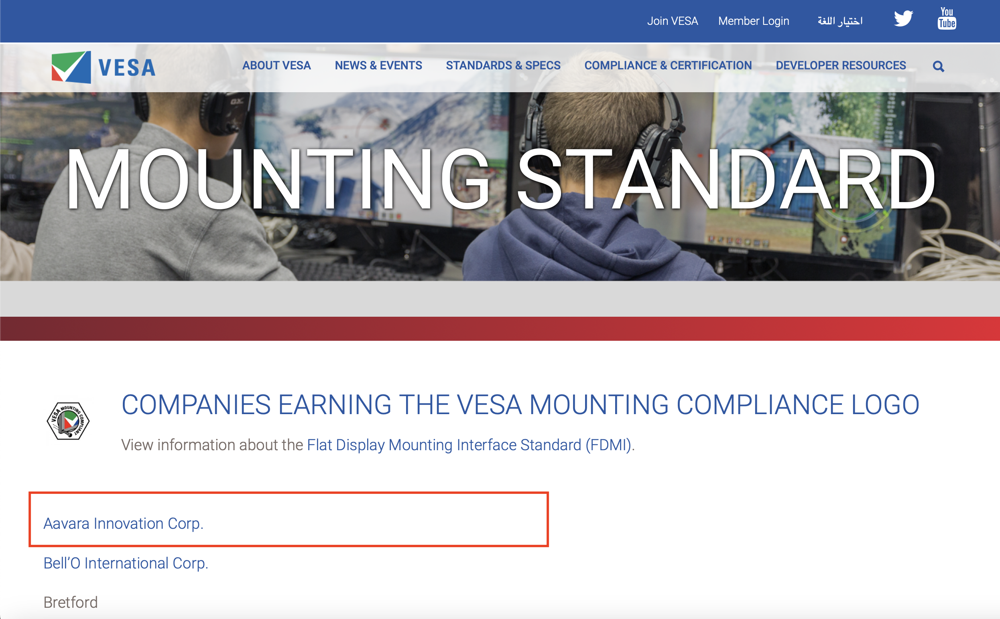 Join VESA Member Login اختيار اللغة You Tube
VESA ABOUT VESA NEWS & EVENTS STANDARDS & SPECS COMPLIANCE & CERTIFICATION DEVELOPER RESOURCES
MOUNTING STANDARD
COMPANIES EARNING THE VESA MOUNTING COMPLIANCE LOGO
VESA MOUNTING COMPLIANT
View information about the Flat Display Mounting Interface Standard (FDMI).
Aavara Innovation Corp.
Bell’O International Corp.
Bretford